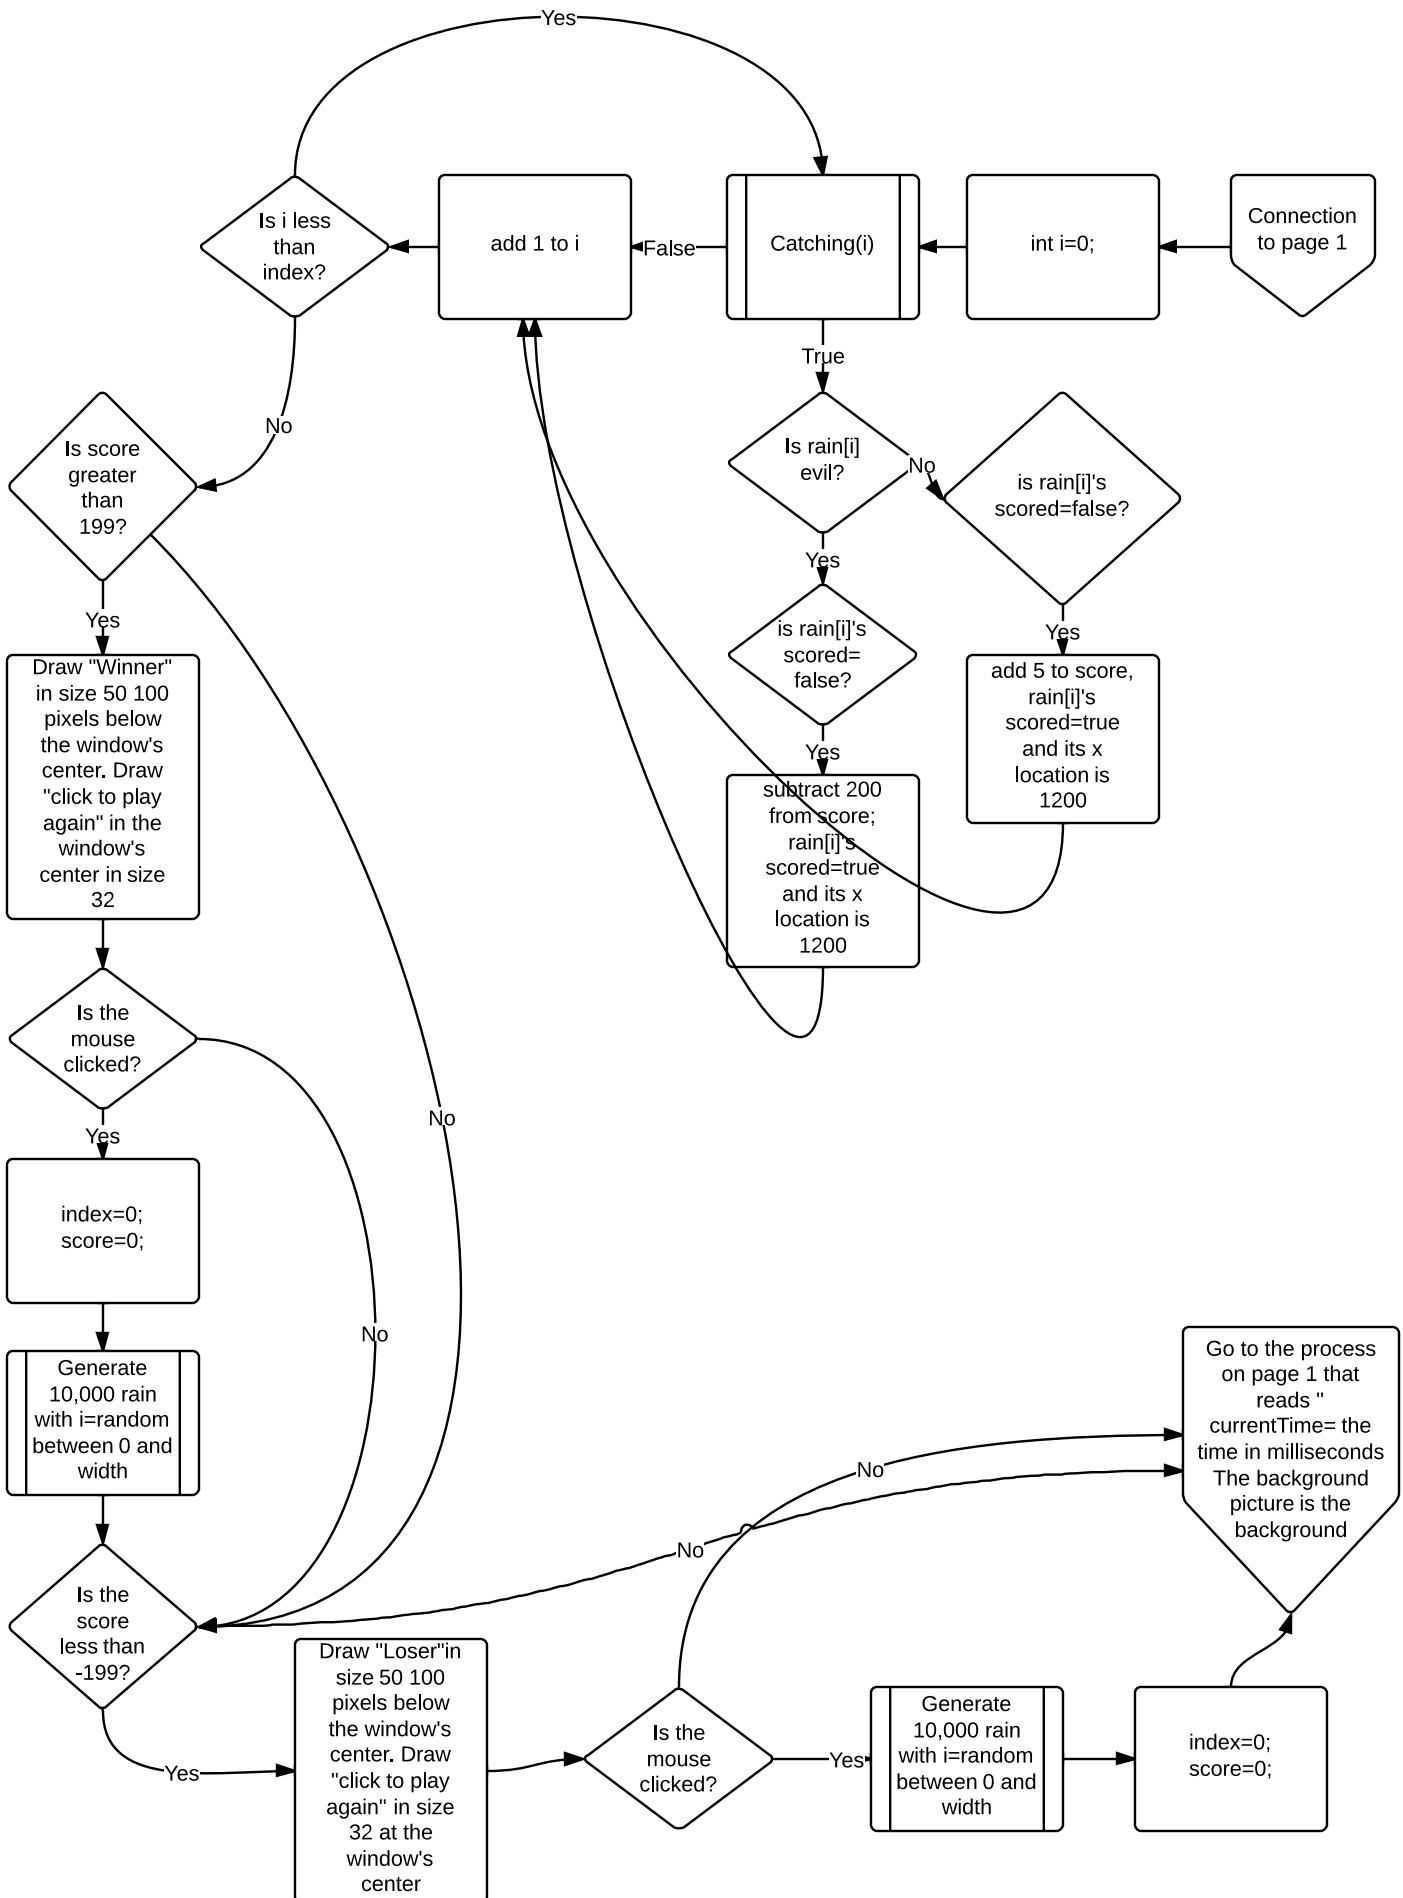 Yes
Is i less
than
index?
add 1 to i
False
Catching(i)
int i=0;
Connection
to page 1
True
No
Is score
greater
than
199?
Is rain[i]
evil?
No
is rain[i]'s
scored=false?
Yes
is rain[i]'s
scored=
false?
Yes
add 5 to score,
rain[i]'s
scored=true
and its x
location is
1200
Yes
subtract 200
from score;
rain[i]'s
scored=true
and its x
location is
1200
Yes
Draw "Winner"
in size 50 100
pixels below
the window's
center. Draw
"click to play
again" in the
window's
center in size
32
Is the
mouse
clicked?
No
Yes
index=0;
score=0;
No
Generate
10,000 rain
with i=random
between 0 and
width
Is the
score
less than
-199?
No
No
Go to the process
on page 1 that
reads "
currentTime= the
time in milliseconds
The background
picture is the
background
Yes
Draw "Loser"in
size 50 100
pixels below
the window's
center. Draw
"click to play
again" in size
32 at the
window's
center
Is the
mouse
clicked?
Yes
Generate
10,000 rain
with i=random
between 0 and
width
index=0;
score=0;